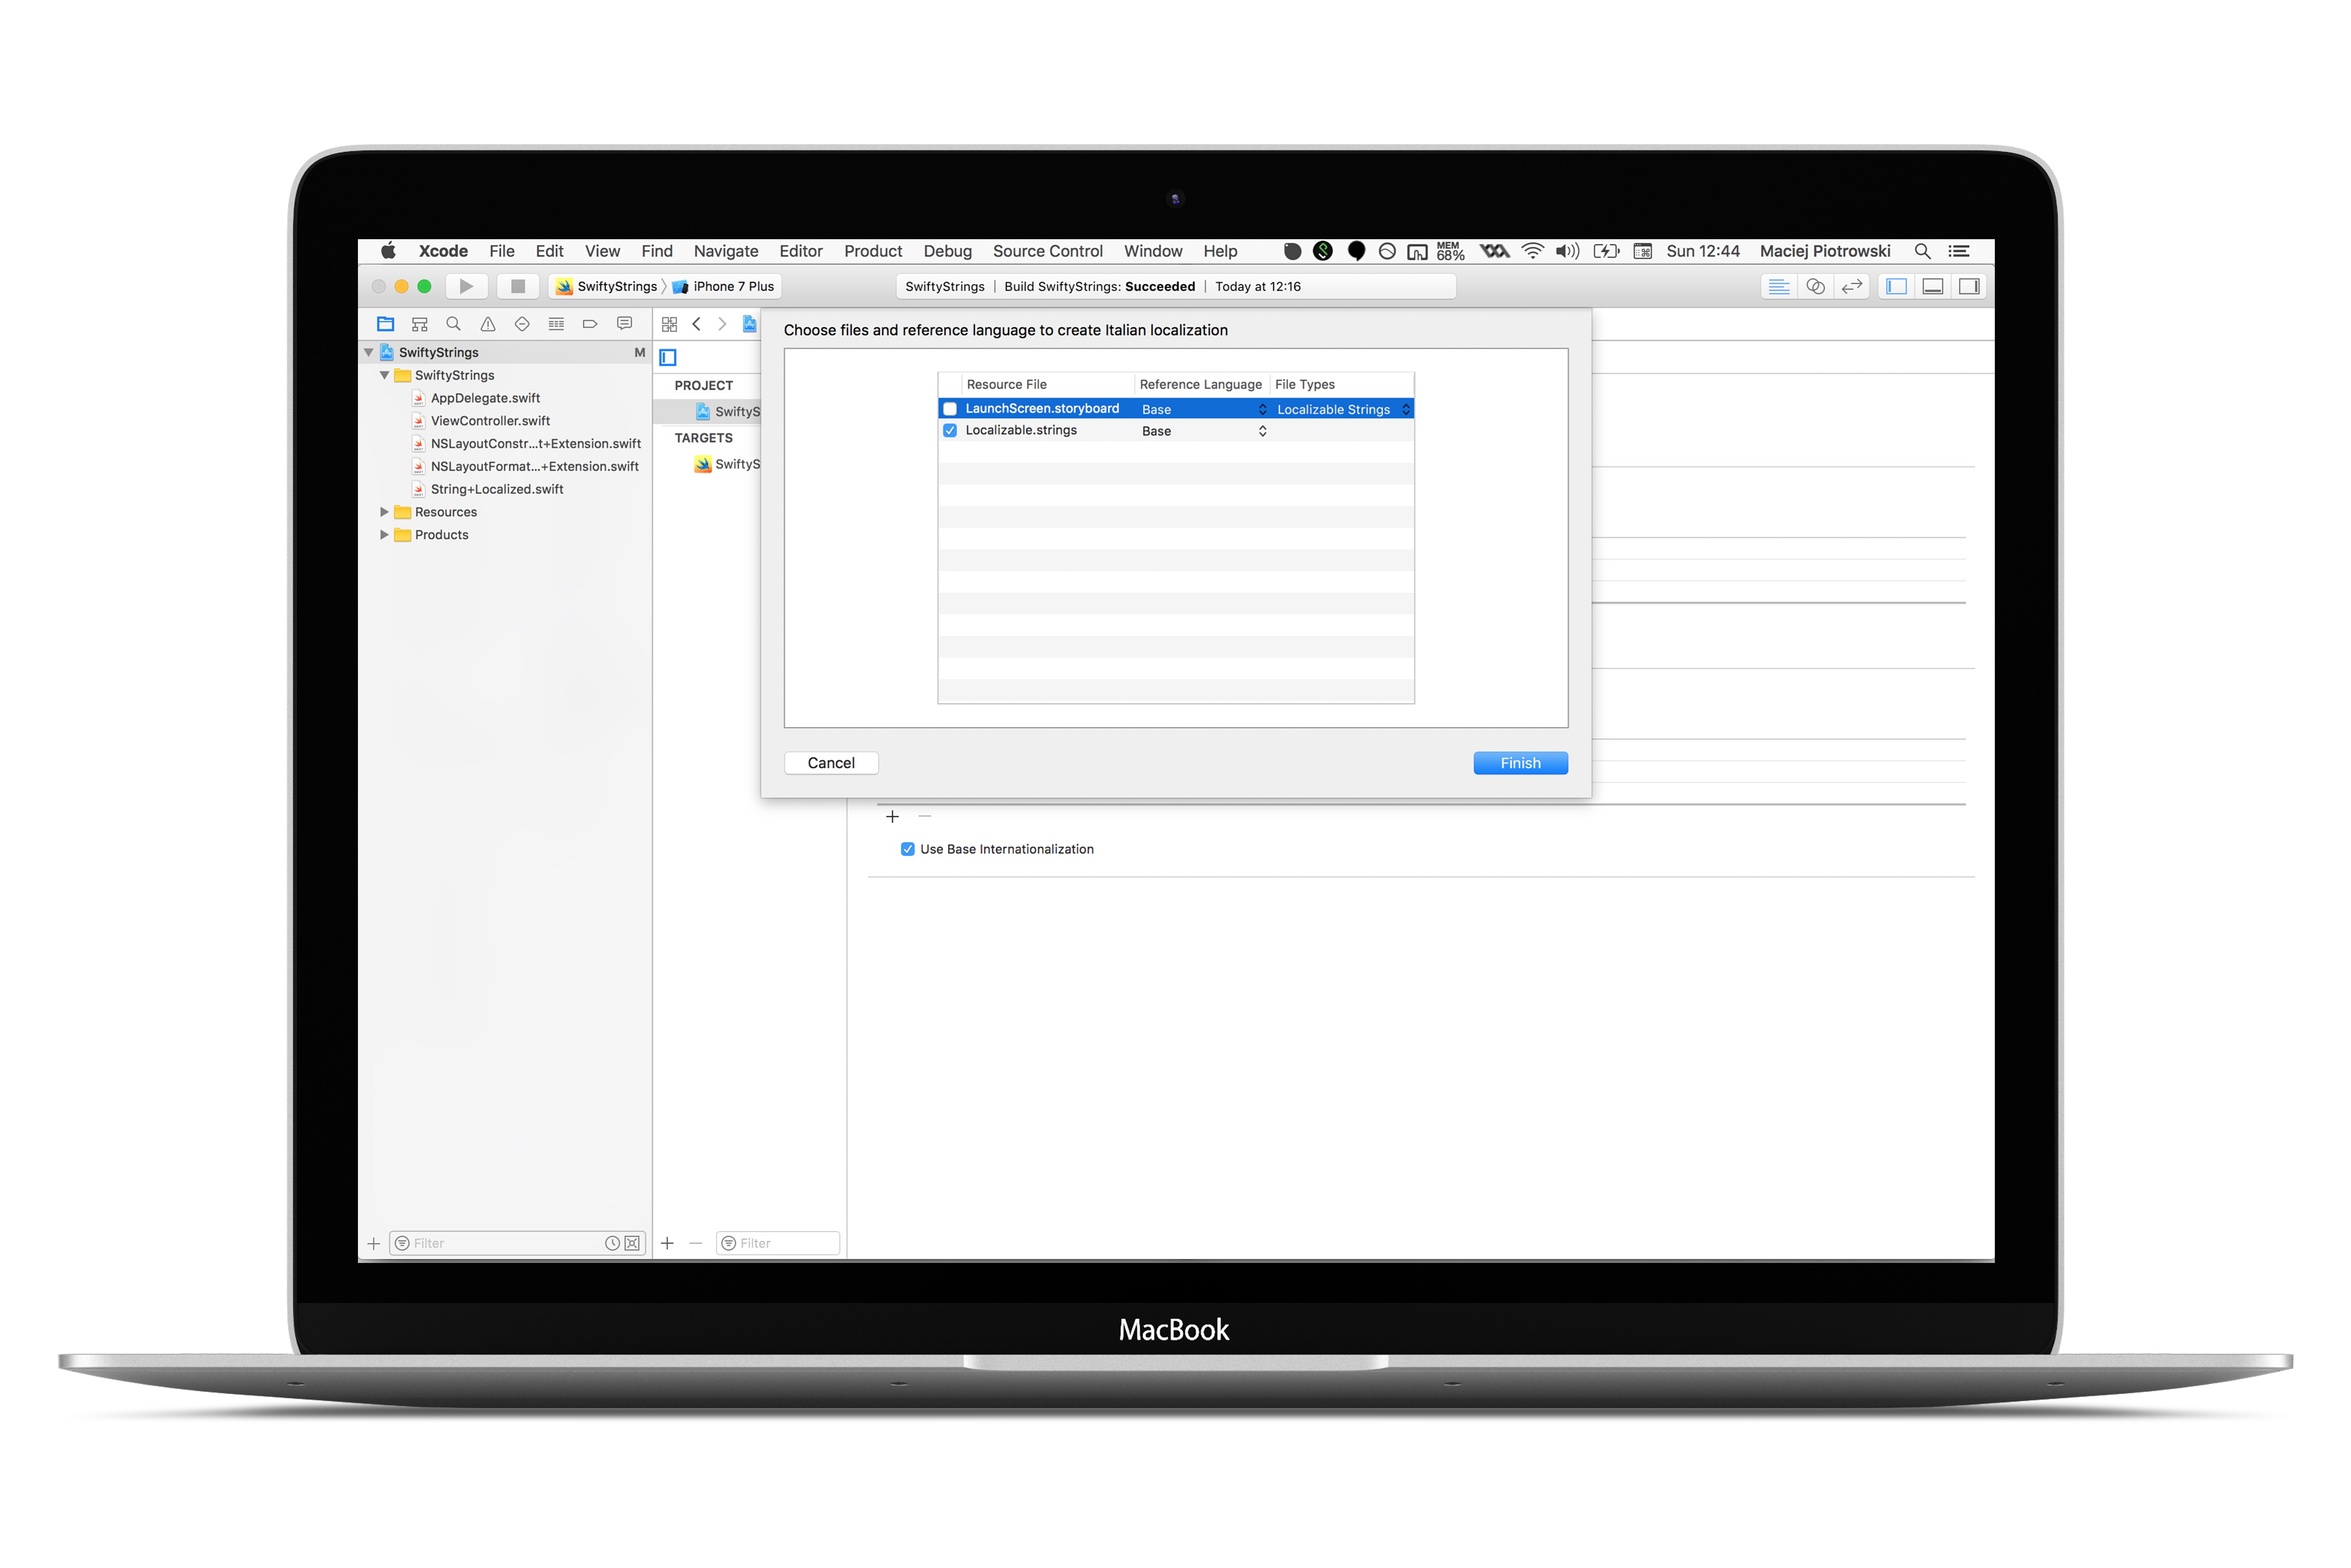 Xcode File Edit View Find Navigate Editor Product Debug Source Control Window Help MEM 68% Sun 12:44 Maciej Piotrowski
SwiftyStrings iPhone 7 Plus SwiftyStrings | Build SwiftyStrings: Succeeded | Today at 12:16
Choose files and reference language to create Italian localization
SwiftyStrings M
SwiftyStrings
AppDelegate.swift
ViewController.swift
NSLayoutConstr...t+Extension.swift
NSLayoutFormat...+Extension.swift
String+Localized.swift
Resources
Products
PROJECT
SwiftyS
TARGETS
SwiftyS
Resource File Reference Language File Types
LaunchScreen.storyboard Base Localizable Strings
Localizable.strings Base
Cancel Finish
Use Base Internationalization
Filter Filter
MacBook